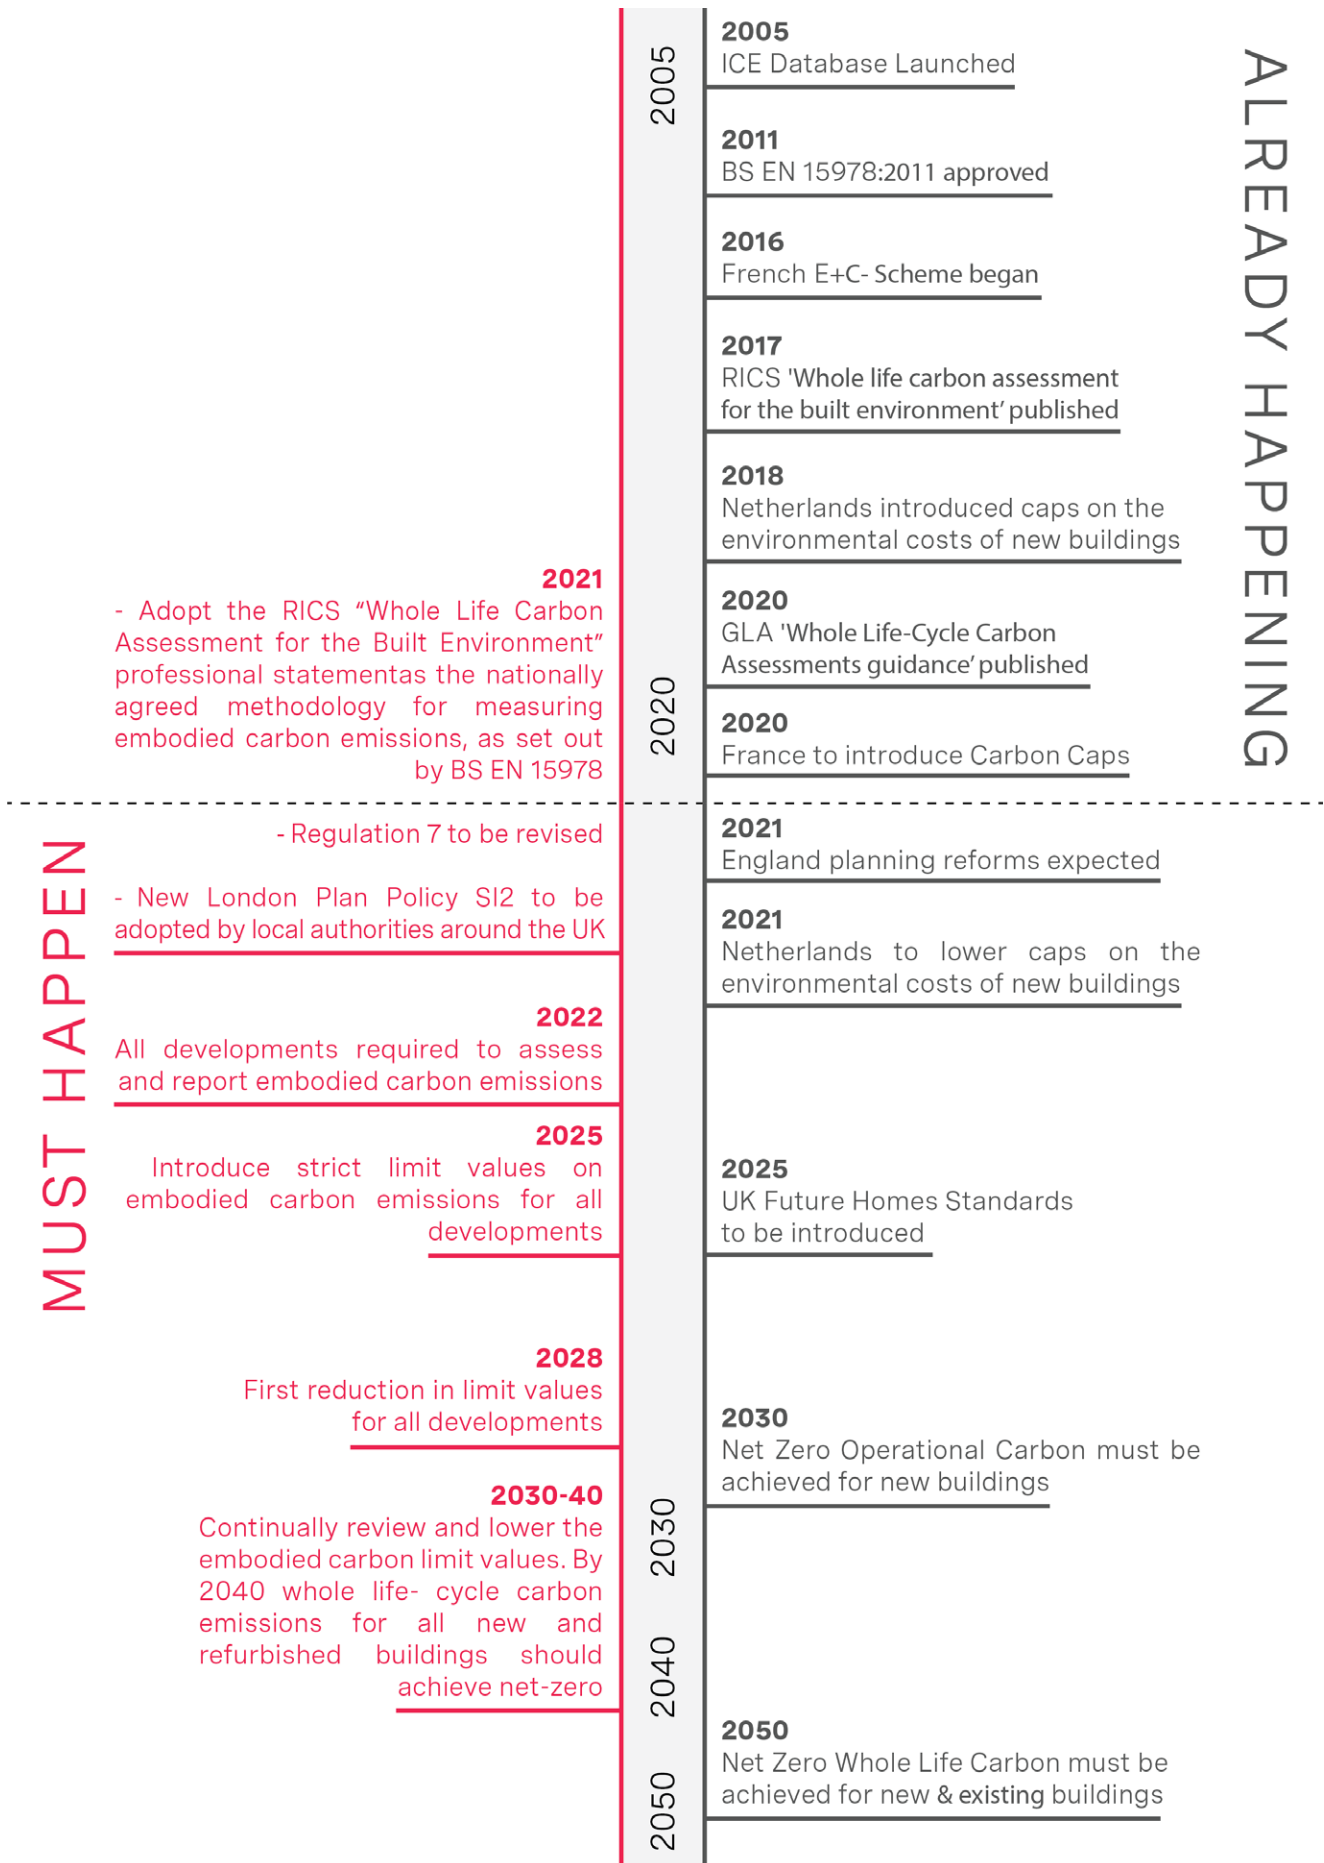 2005
ICE Database Launched
2011
BS EN 15978:2011 approved
2016
French E+C- Scheme began
2017
RICS 'Whole life carbon assessment
for the built environment’ published
2018
Netherlands introduced caps on the
environmental costs of new buildings
2020
GLA 'Whole Life-Cycle Carbon
Assessments guidance’ published
2020
France to introduce Carbon Caps
2021
England planning reforms expected
2021
Netherlands to lower caps on the
environmental costs of new buildings
2025
UK Future Homes Standards
to be introduced
2030
Net Zero Operational Carbon must be
achieved for new buildings
2050
Net Zero Whole Life Carbon must be
achieved for new & existing buildings
ALREADY HAPPENING
2005
2020
2030
2040
2050
MUST HAPPEN
2021
- Adopt the RICS “Whole Life Carbon
Assessment for the Built Environment”
professional statementas the nationally
agreed methodology for measuring
embodied carbon emissions, as set out
by BS EN 15978
- Regulation 7 to be revised
- New London Plan Policy SI2 to be
adopted by local authorities around the UK
2022
All developments required to assess
and report embodied carbon emissions
2025
Introduce strict limit values on
embodied carbon emissions for all
developments
2028
First reduction in limit values
for all developments
2030-40
Continually review and lower the
embodied carbon limit values. By
2040 whole life- cycle carbon
emissions for all new and
refurbished buildings should
achieve net-zero